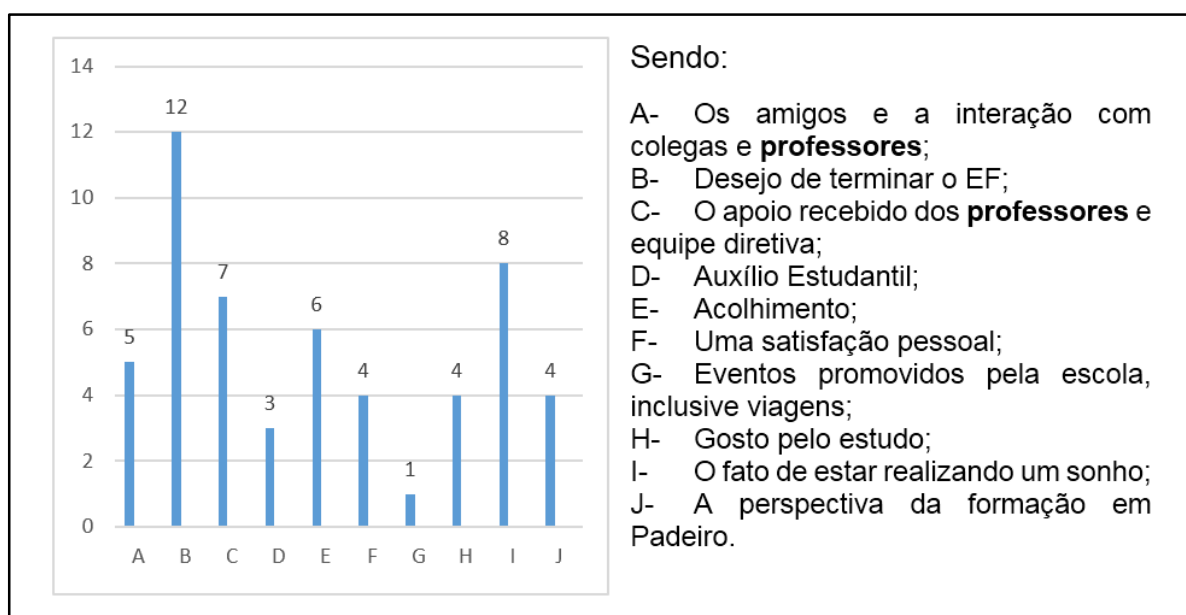 14
12
10
8
6
4
2
0
5
12
7
3
6
4
1
4
8
4
A B C D E F G H I J
Sendo:
A- Os amigos e a interação com
colegas e professores;
B- Desejo de terminar o EF;
C- O apoio recebido dos professores e
equipe diretiva;
D- Auxílio Estudantil;
E- Acolhimento;
F- Uma satisfação pessoal;
G- Eventos promovidos pela escola,
inclusive viagens;
H- Gosto pelo estudo;
I- O fato de estar realizando um sonho;
J- A perspectiva da formação em
Padeiro.